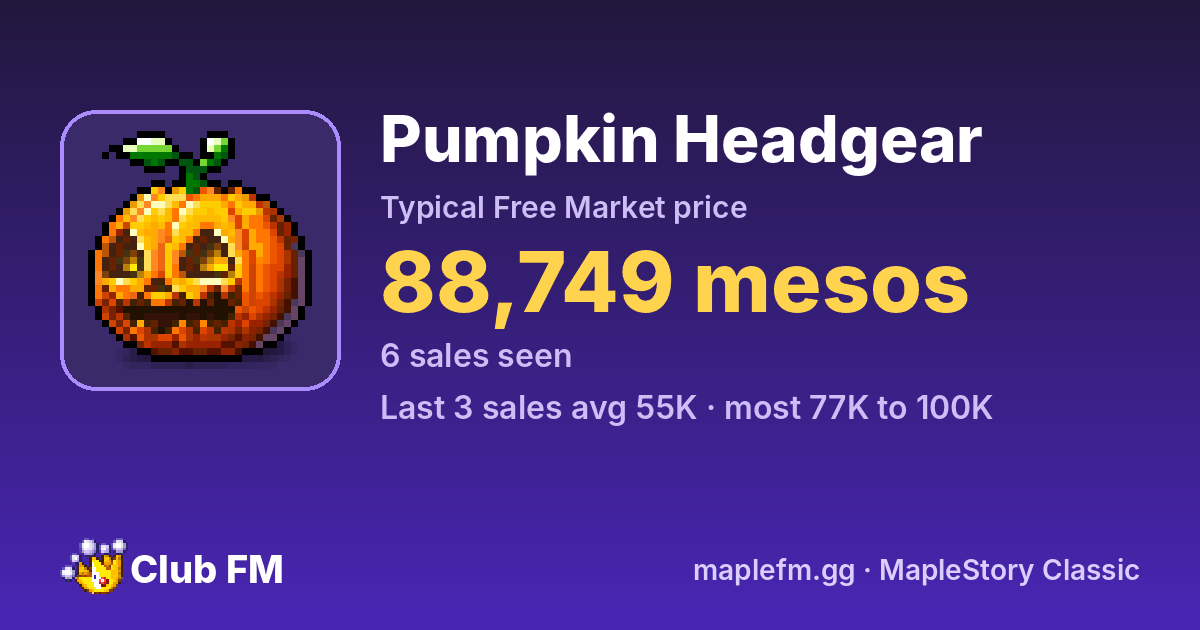 Pumpkin Headgear
Typical Free Market price
88,749 mesos
6 sales seen
Last 3 sales avg 55K · most 77K to 100K
Club FM
maplefm.gg · MapleStory Classic